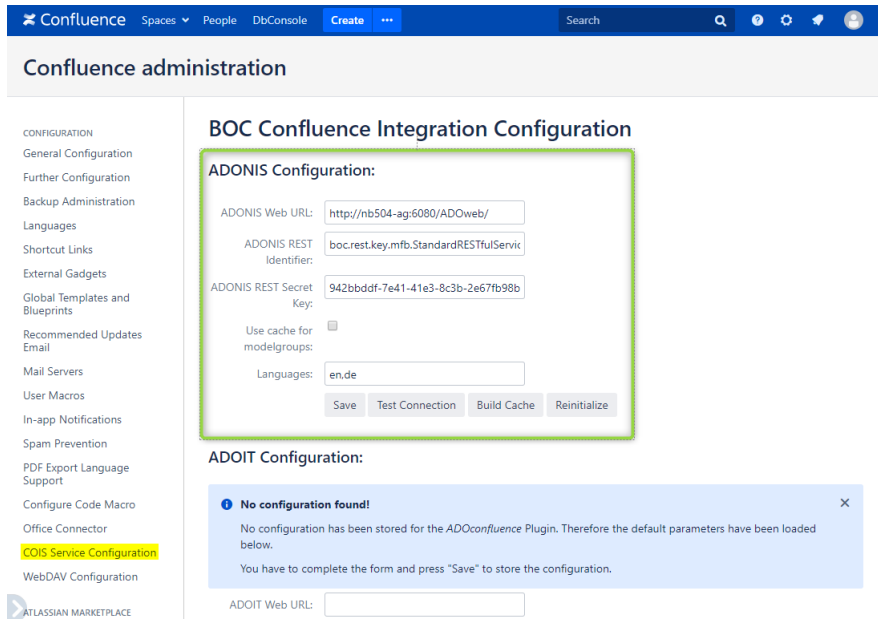 Confluence Spaces People DbConsole Create ... Search
Confluence administration
CONFIGURATION
General Configuration
Further Configuration
Backup Administration
Languages
Shortcut Links
External Gadgets
Global Templates and
Blueprints
Recommended Updates
Email
Mail Servers
User Macros
In-app Notifications
Spam Prevention
PDF Export Language
Support
Configure Code Macro
Office Connector
COIS Service Configuration
WebDAV Configuration
ATLASSIAN MARKETPLACE
BOC Confluence Integration Configuration
ADONIS Configuration:
ADONIS Web URL: http://nb504-ag:6080/ADOweb/
ADONIS REST
Identifier:
boc.rest.key.mfb.StandardRESTfulServic
ADONIS REST Secret
Key:
942bbddf-7e41-41e3-8c3b-2e67fb98b
Use cache for
modelgroups:
Languages: en,de
Save Test Connection Build Cache Reinitialize
ADOIT Configuration:
No configuration found!
No configuration has been stored for the ADOconfluence Plugin. Therefore the default parameters have been loaded
below.
You have to complete the form and press "Save" to store the configuration.
ADOIT Web URL: